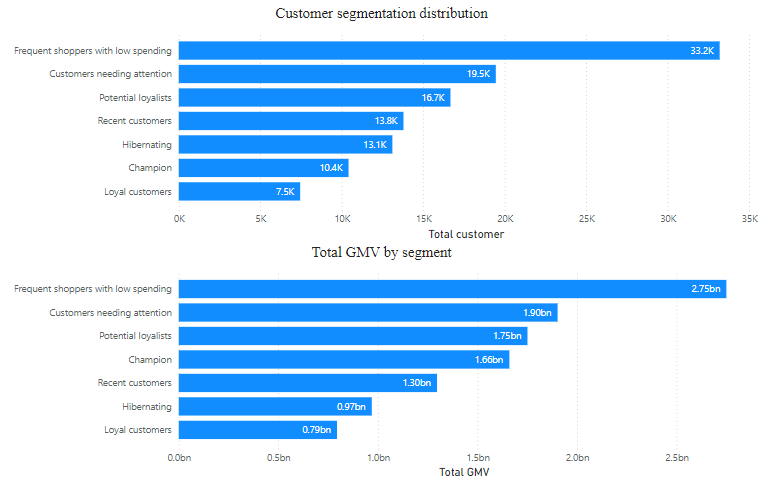 Customer segmentation distribution
Frequent shoppers with low spending 33.2K
Customers needing attention 19.5K
Potential loyalists 16.7K
Recent customers 13.8K
Hibernating 13.1K
Champion 10.4K
Loyal customers 7.5K
0K 5K 10K 15K 20K 25K 30K 35K
Total customer
Total GMV by segment
Frequent shoppers with low spending 2.75bn
Customers needing attention 1.90bn
Potential loyalists 1.75bn
Champion 1.66bn
Recent customers 1.30bn
Hibernating 0.97bn
Loyal customers 0.79bn
0.0bn 0.5bn 1.0bn 1.5bn 2.0bn 2.5bn
Total GMV